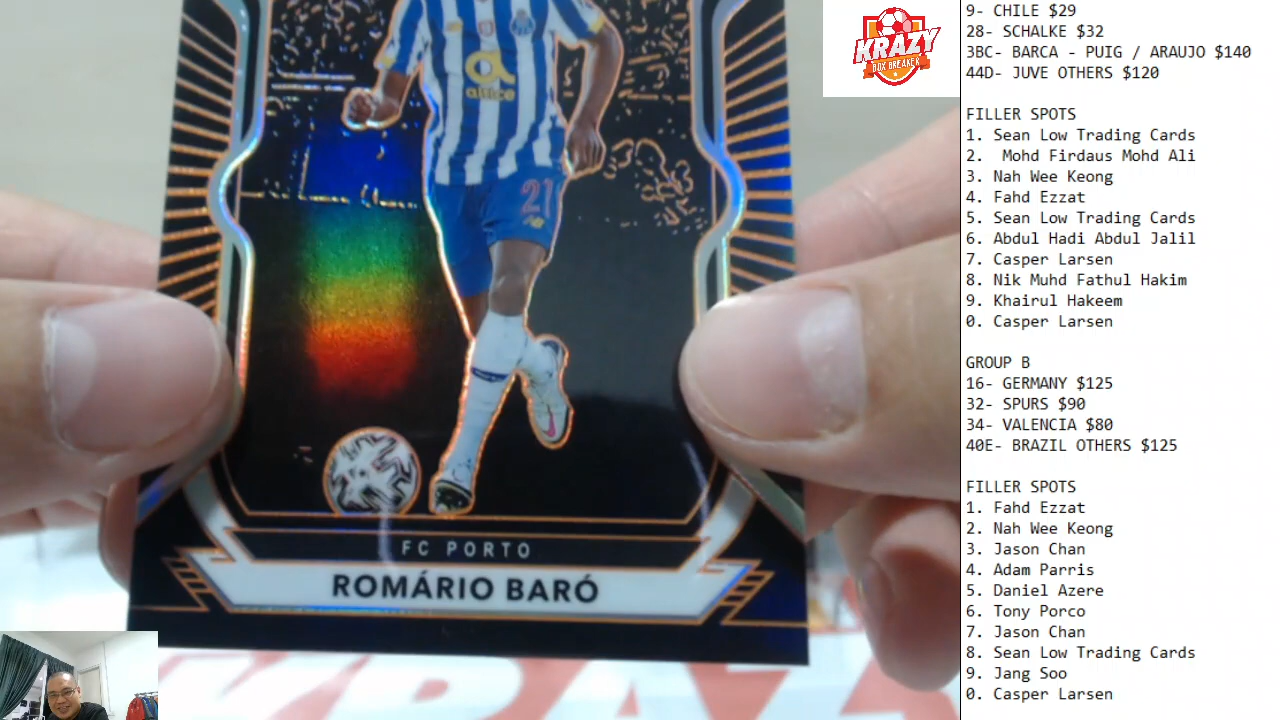 altice
21
FC PORTO
ROMÁRIO BARÓ
KRAZY
BOX BREAKER
9- CHILE $29
28- SCHALKE $32
3BC- BARCA - PUIG / ARAUJO $140
44D- JUVE OTHERS $120
FILLER SPOTS
1. Sean Low Trading Cards
2.  Mohd Firdaus Mohd Ali
3. Nah Wee Keong
4. Fahd Ezzat
5. Sean Low Trading Cards
6. Abdul Hadi Abdul Jalil
7. Casper Larsen
8. Nik Muhd Fathul Hakim
9. Khairul Hakeem
0. Casper Larsen
GROUP B
16- GERMANY $125
32- SPURS $90
34- VALENCIA $80
40E- BRAZIL OTHERS $125
FILLER SPOTS
1. Fahd Ezzat
2. Nah Wee Keong
3. Jason Chan
4. Adam Parris
5. Daniel Azere
6. Tony Porco
7. Jason Chan
8. Sean Low Trading Cards
9. Jang Soo
0. Casper Larsen